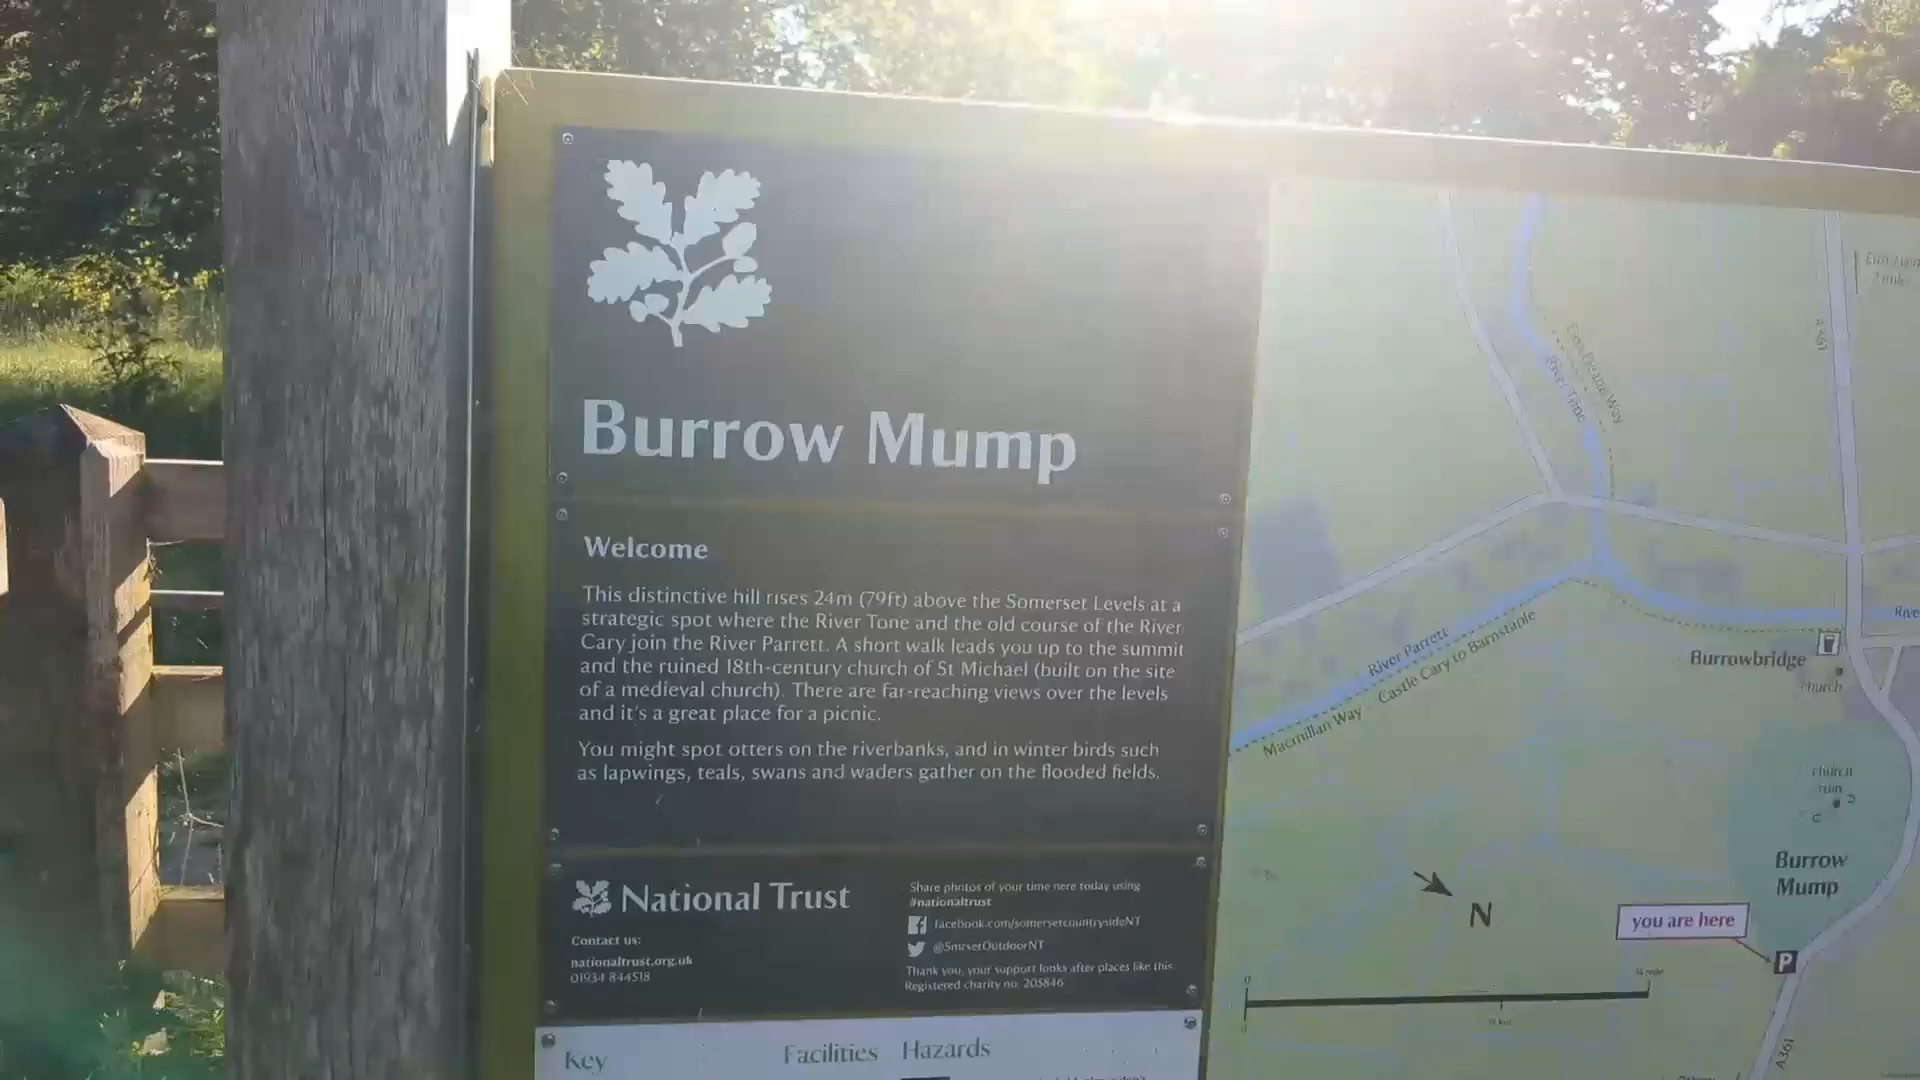 Burrow Mump
Welcome
This distinctive hill rises 24m (79ft) above the Somerset Levels at a
strategic spot where the River Tone and the old course of the River
Cary join the River Parrett. A short walk leads you up to the summit
and the ruined 18th-century church of St Michael (built on the site
of a medieval church). There are far-reaching views over the levels
and it's a great place for a picnic.
You might spot otters on the riverbanks, and in winter birds such
as lapwings, teals, swans and waders gather on the flooded fields.
National Trust
Contact us:
nationaltrust.org.uk
01934 844518
Share photos of your time here today using
#nationaltrust
facebook.com/somersetcountrysideNT
@SmrsetOutdoorNT
Thank you, your support looks after places like this
Registered charity no. 205846
Key
Facilities
Hazards
A361
River Tone
River Parrett
Macmillan Way - Castle Cary to Barnstaple
Burrowbridge
church
church
ruin
Burrow
Mump
you are here
P
N
0
A361